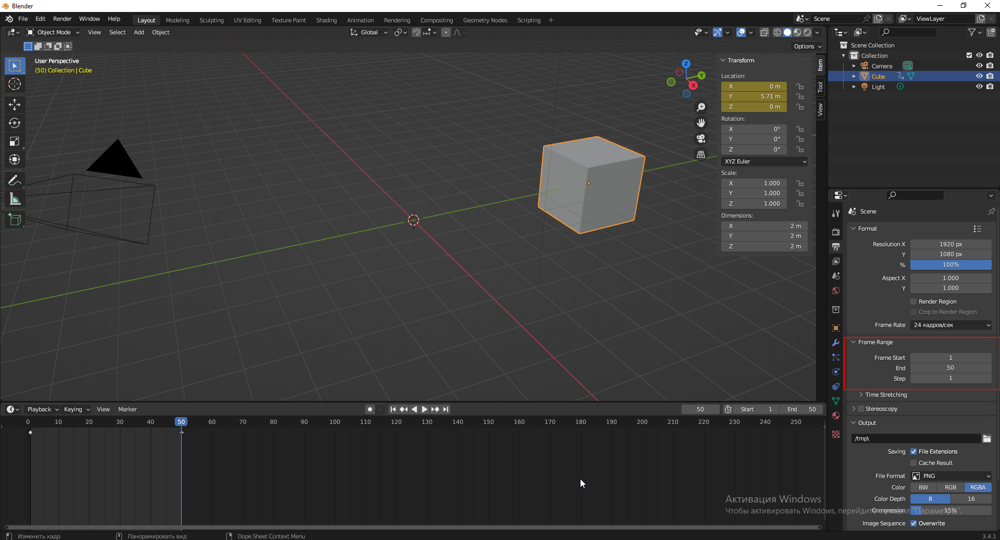 Blender
File Edit Render Window Help Layout Modeling Sculpting UV Editing Texture Paint Shading Animation Rendering Compositing Geometry Nodes Scripting + Scene ViewLayer
Object Mode View Select Add Object Global
Options
User Perspective
(50) Collection | Cube
Z
Y
X
Transform
Location:
X 0 m
Y 5.71 m
Z 0 m
Rotation:
X 0°
Y 0°
Z 0°
XYZ Euler
Scale:
X 1.000
Y 1.000
Z 1.000
Dimensions:
X 2 m
Y 2 m
Z 2 m
Item
Tool
View
Scene Collection
Collection
Camera
Cube
Light
Scene
Format
Resolution X 1920 px
Y 1080 px
% 100%
Aspect X 1.000
Y 1.000
Render Region
Crop to Render Region
Frame Rate 24 кадров/сек
Frame Range
Frame Start 1
End 50
Step 1
Time Stretching
Stereoscopy
Output
/tmp\
Saving File Extensions
Cache Result
File Format PNG
Color BW RGB RGBA
Color Depth 8 16
Compression 15%
Image Sequence Overwrite
Playback Keying View Marker 50 Start 1 End 50
0 10 20 30 40 50 60 70 80 90 100 110 120 130 140 150 160 170 180 190 200 210 220 230 240 250
Активация Windows
Чтобы активировать Windows, перейдите в раздел "Параметры".
Изменить кадр Панорамировать вид Dope Sheet Context Menu 3.4.1